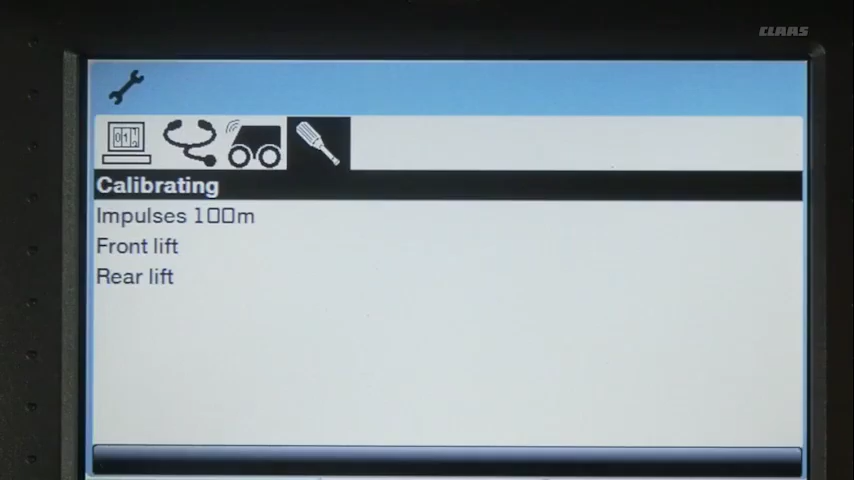 CLAAS
Calibrating
Impulses 100m
Front lift
Rear lift